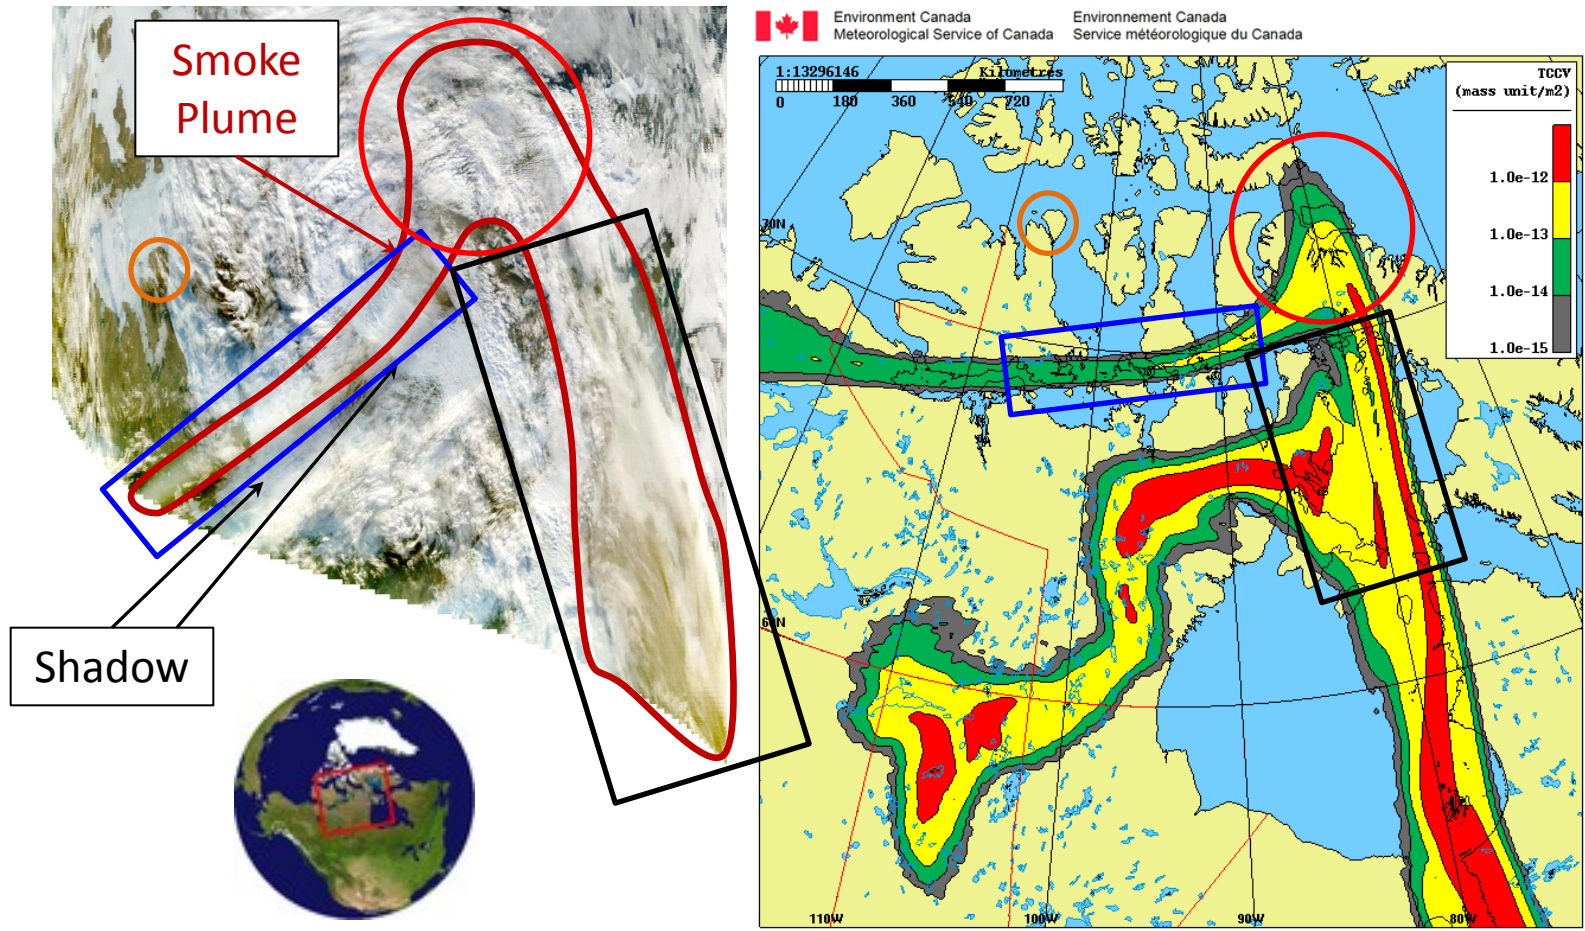 Smoke
Plume
Shadow
Environment Canada
Meteorological Service of Canada
Environnement Canada
Service météorologique du Canada
1:13296146 Kilometres
0 180 360 540 720
TCCV
(mass unit/m2)
1.0e-12
1.0e-13
1.0e-14
1.0e-15
70N
60N
110W 100W 90W 80W